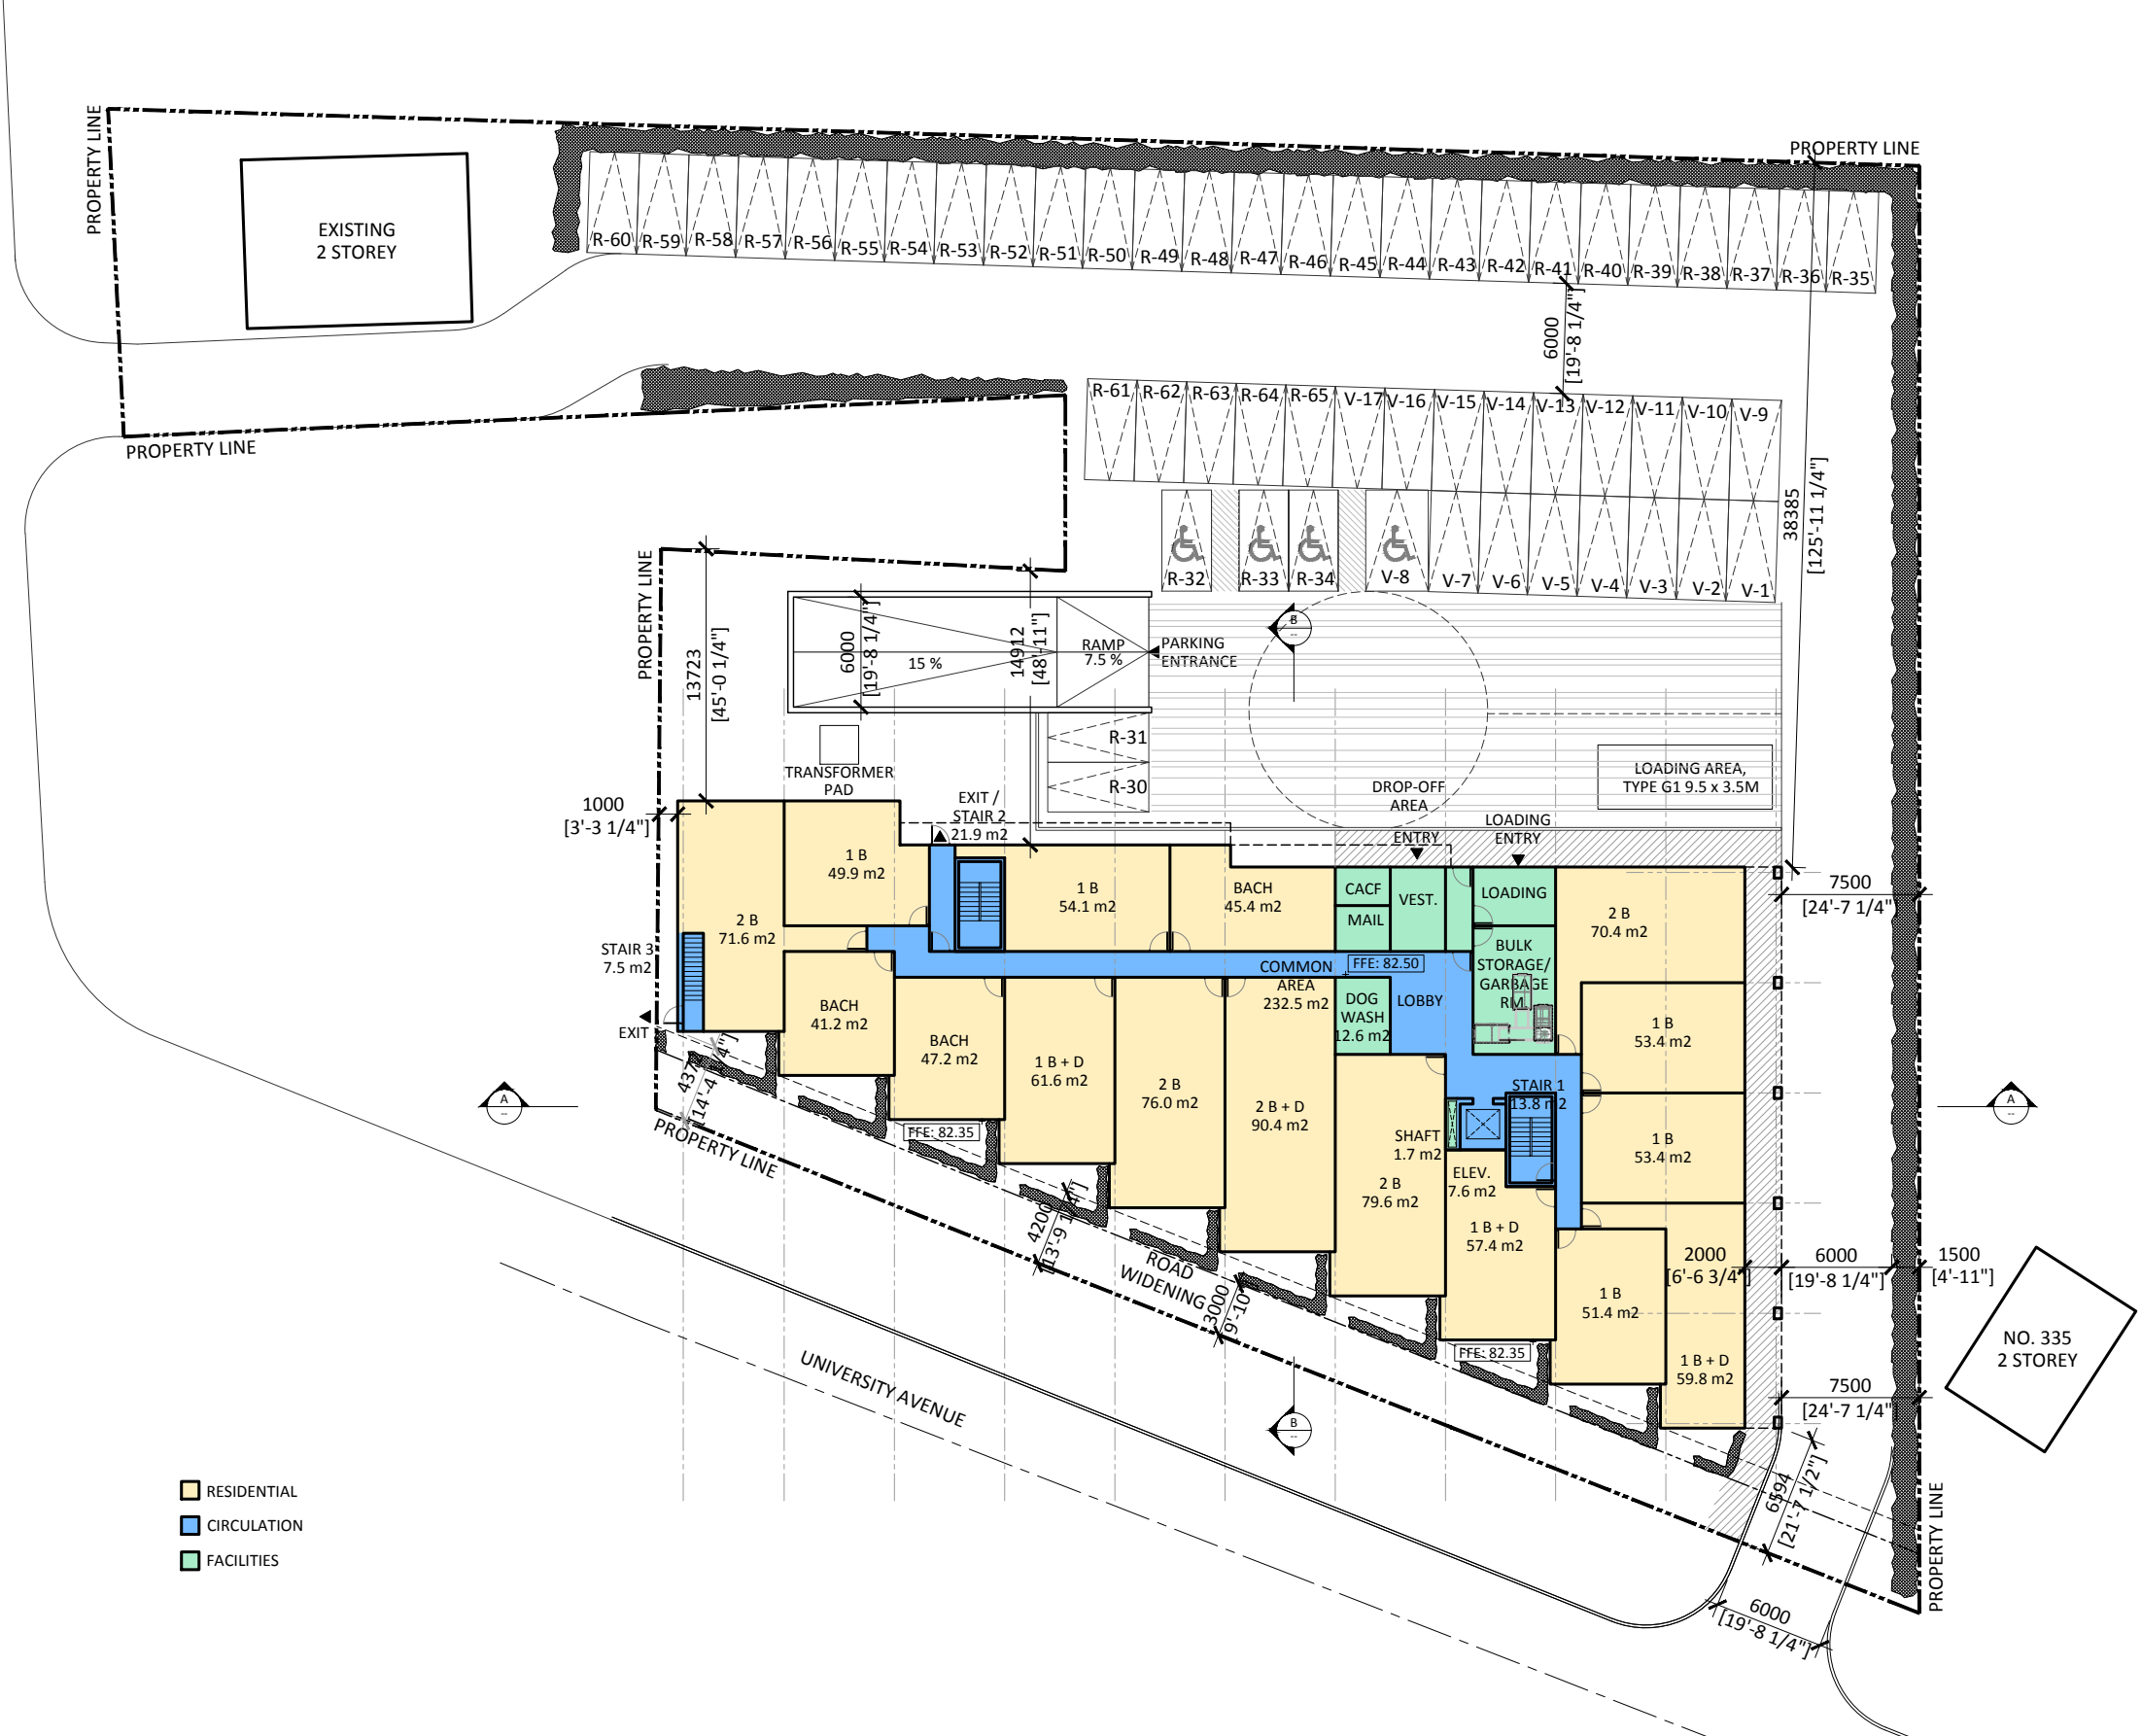 PROPERTY LINE
PROPERTY LINE
EXISTING
2 STOREY
R-60
R-59
R-58
R-57
R-56
R-55
R-54
R-53
R-52
R-51
R-50
R-49
R-48
R-47
R-46
R-45
R-44
R-43
R-42
R-41
R-40
R-39
R-38
R-37
R-36
R-35
6000
[19'-8 1/4"]
R-61
R-62
R-63
R-64
R-65
V-17
V-16
V-15
V-14
V-13
V-12
V-11
V-10
V-9
PROPERTY LINE
38385
[125'-11 1/4"]
R-32
R-33
R-34
V-8
V-7
V-6
V-5
V-4
V-3
V-2
V-1
PROPERTY LINE
13723
[45'-0 1/4"]
6000
[19'-8 1/4"]
15 %
14912
[48'-11"]
RAMP
7.5 %
PARKING
ENTRANCE
B
--
R-31
R-30
TRANSFORMER
PAD
LOADING AREA,
TYPE G1 9.5 x 3.5M
DROP-OFF
AREA
EXIT /
STAIR 2
21.9 m2
1000
[3'-3 1/4"]
LOADING
ENTRY
ENTRY
1 B
49.9 m2
1 B
54.1 m2
BACH
45.4 m2
CACF
MAIL
VEST.
LOADING
2 B
70.4 m2
7500
[24'-7 1/4"]
2 B
71.6 m2
STAIR 3
7.5 m2
EXIT
COMMON
AREA
232.5 m2
FFE: 82.50
BULK
STORAGE/
GARBAGE
RM.
LOBBY
DOG
WASH
12.6 m2
BACH
41.2 m2
BACH
47.2 m2
1 B + D
61.6 m2
2 B
76.0 m2
2 B + D
90.4 m2
1 B
53.4 m2
STAIR 1
13.8 m2
A
--
A
--
FFE: 82.35
SHAFT
1.7 m2
1 B
53.4 m2
ELEV.
7.6 m2
2 B
79.6 m2
PROPERTY LINE
4200
ROAD
WIDENING
3000
1 B + D
57.4 m2
2000
[6'-6 3/4"]
6000
[19'-8 1/4"]
1500
[4'-11"]
1 B
51.4 m2
FFE: 82.35
1 B + D
59.8 m2
NO. 335
2 STOREY
UNIVERSITY AVENUE
7500
[24'-7 1/4"]
B
--
[21'-7 1/2"]
RESIDENTIAL
CIRCULATION
FACILITIES
PROPERTY LINE
6000
[19'-8 1/4"]